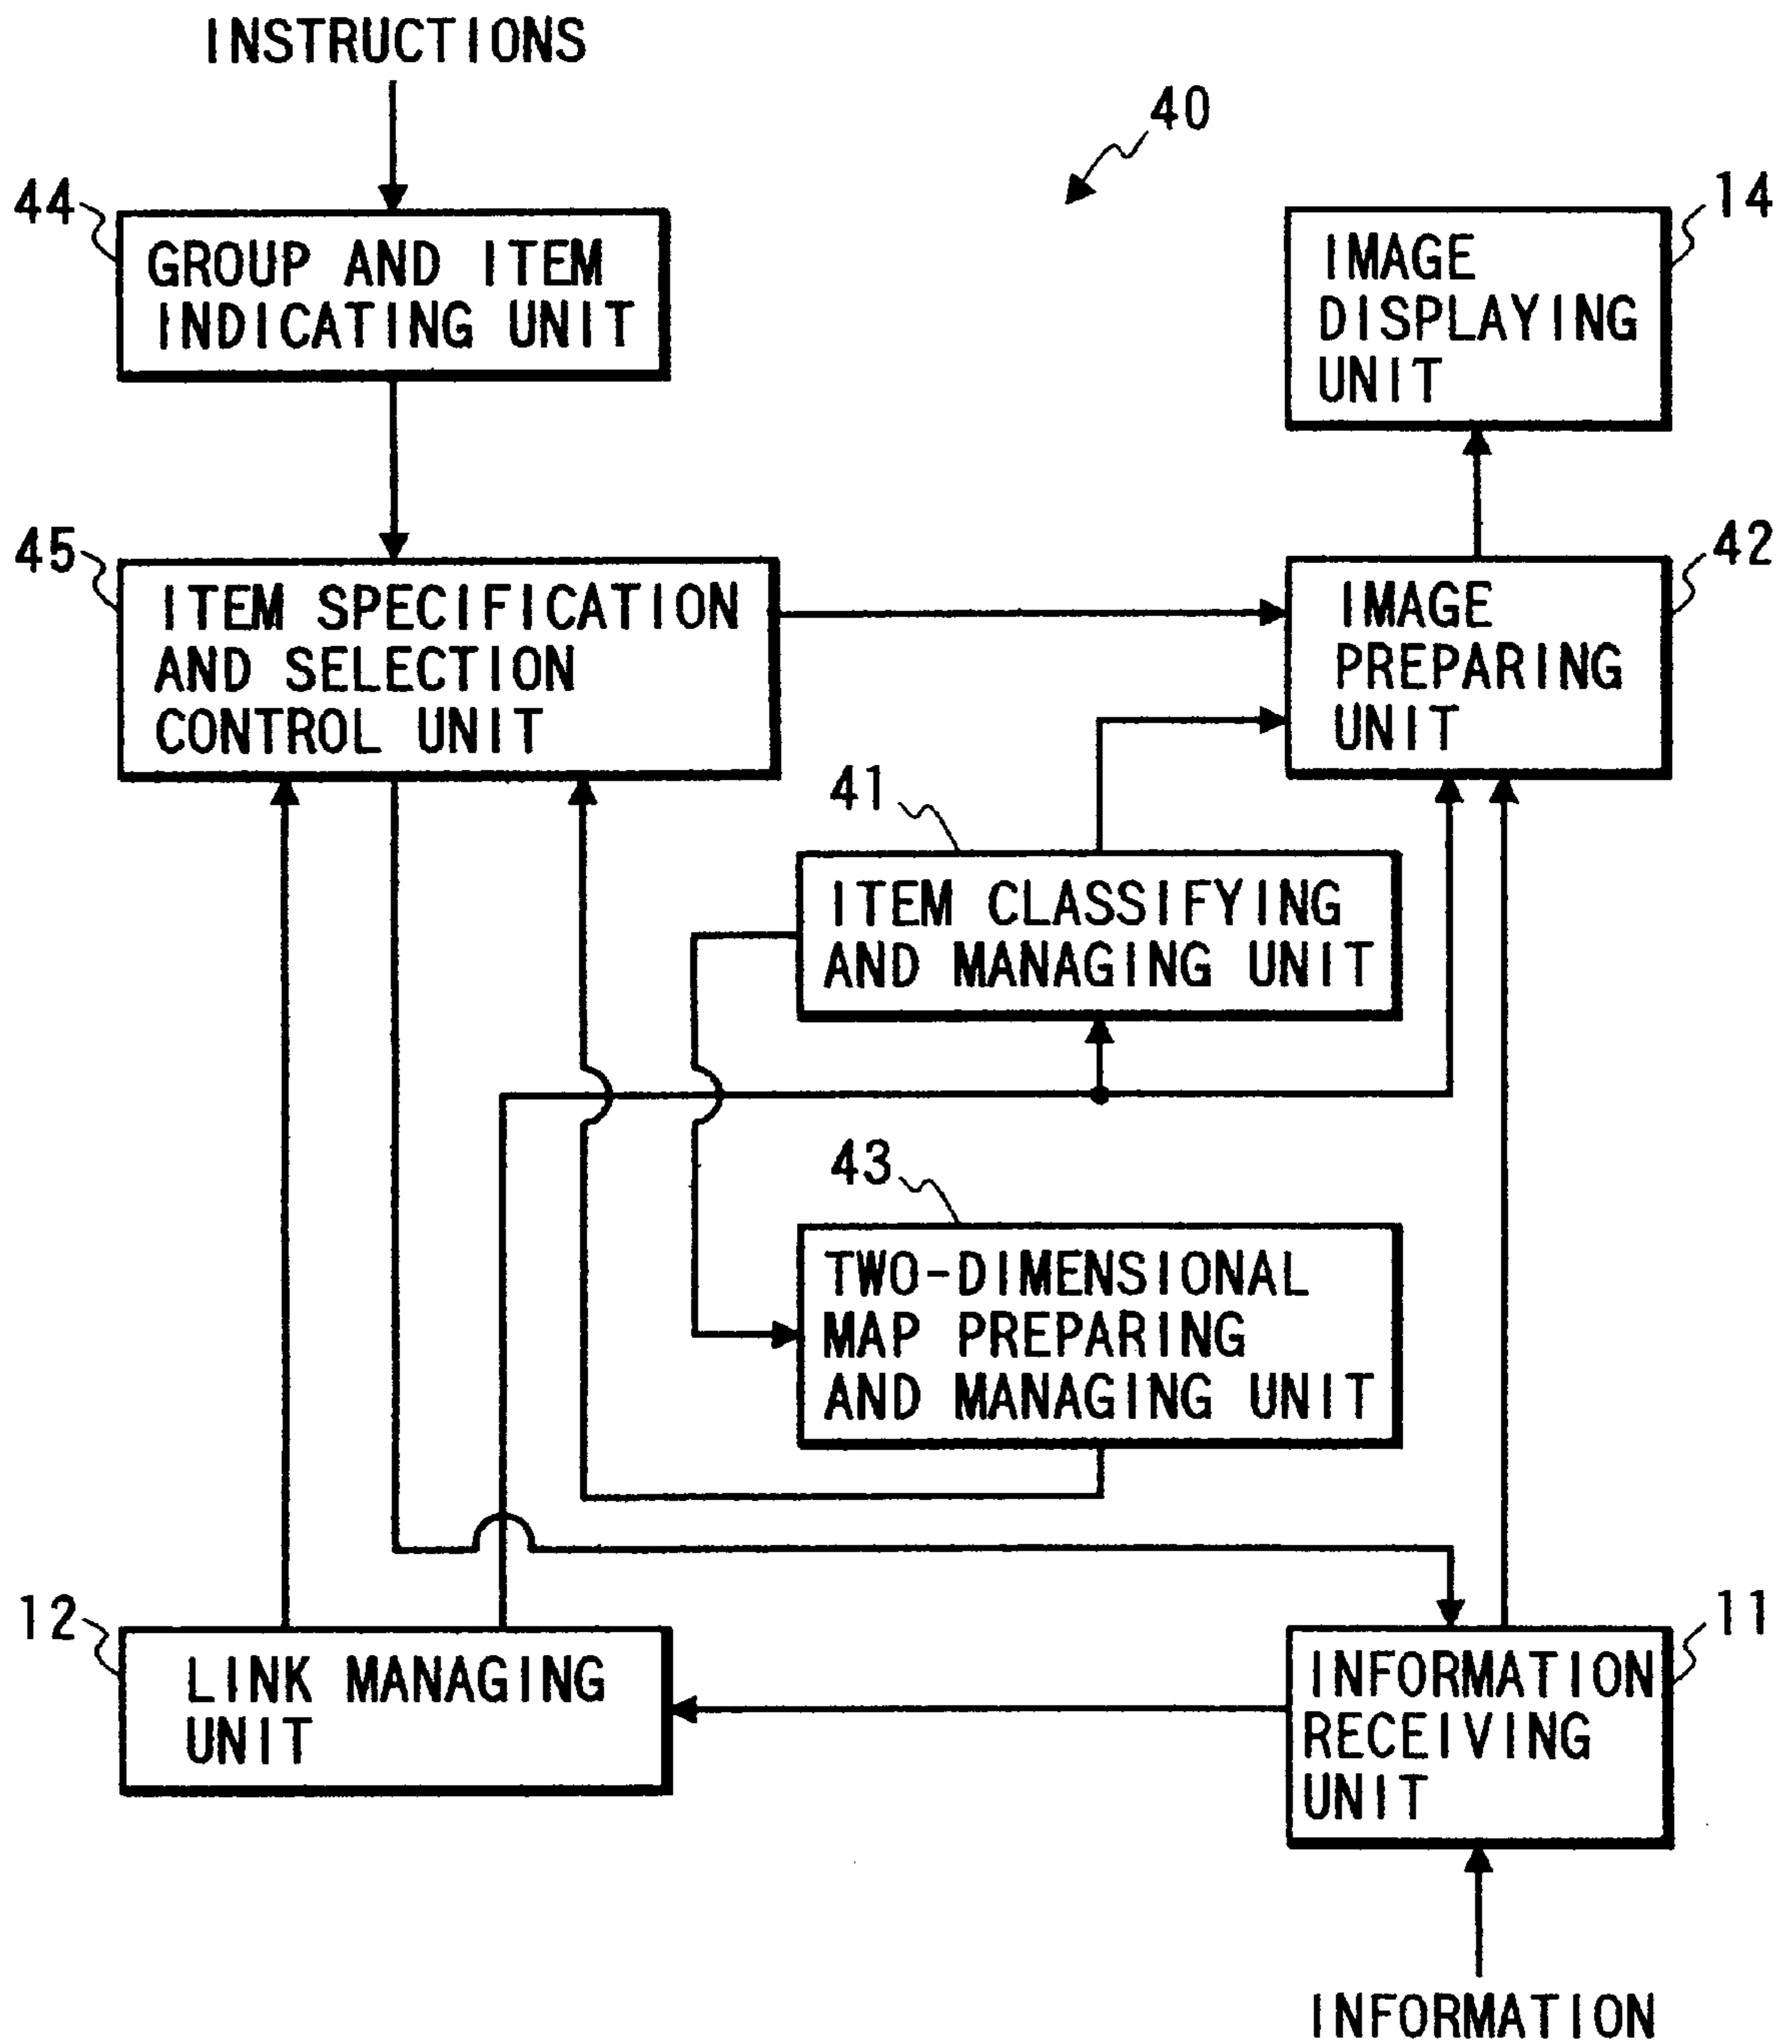 INSTRUCTIONS
40
44
GROUP AND ITEM
INDICATING UNIT
14
IMAGE
DISPLAYING
UNIT
45
ITEM SPECIFICATION
AND SELECTION
CONTROL UNIT
42
IMAGE
PREPARING
UNIT
41
ITEM CLASSIFYING
AND MANAGING UNIT
43
TWO-DIMENSIONAL
MAP PREPARING
AND MANAGING UNIT
12
LINK MANAGING
UNIT
11
INFORMATION
RECEIVING
UNIT
INFORMATION